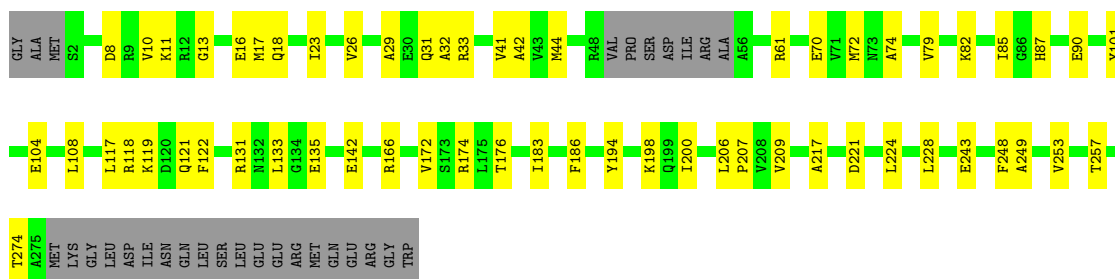 GLY ALA MET S2 D8 R9 V10 K11 R12 G13 E16 M17 Q18 I23 V26 A29 E30 Q31 A32 R33 V41 A42 V43 M44 R48 VAL PRO SER ASP ILE ARG ALA A56 R61 E70 V71 M72 N73 A74 V79 K82 I85 G86 H87 E90 Y101
E104 L108 L117 R118 K119 D120 Q121 F122 R131 N132 L133 G134 E135 E142 R166 V172 S173 R174 L175 T176 I183 F186 Y194 K198 Q199 I200 L206 P207 V208 V209 A217 D221 L224 L228 E243 F248 A249 V253 T257
T274 A275 MET LYS GLY LEU ASP ILE ASN GLN LEU SER LEU GLU GLU ARG MET GLN GLU ARG GLY TRP